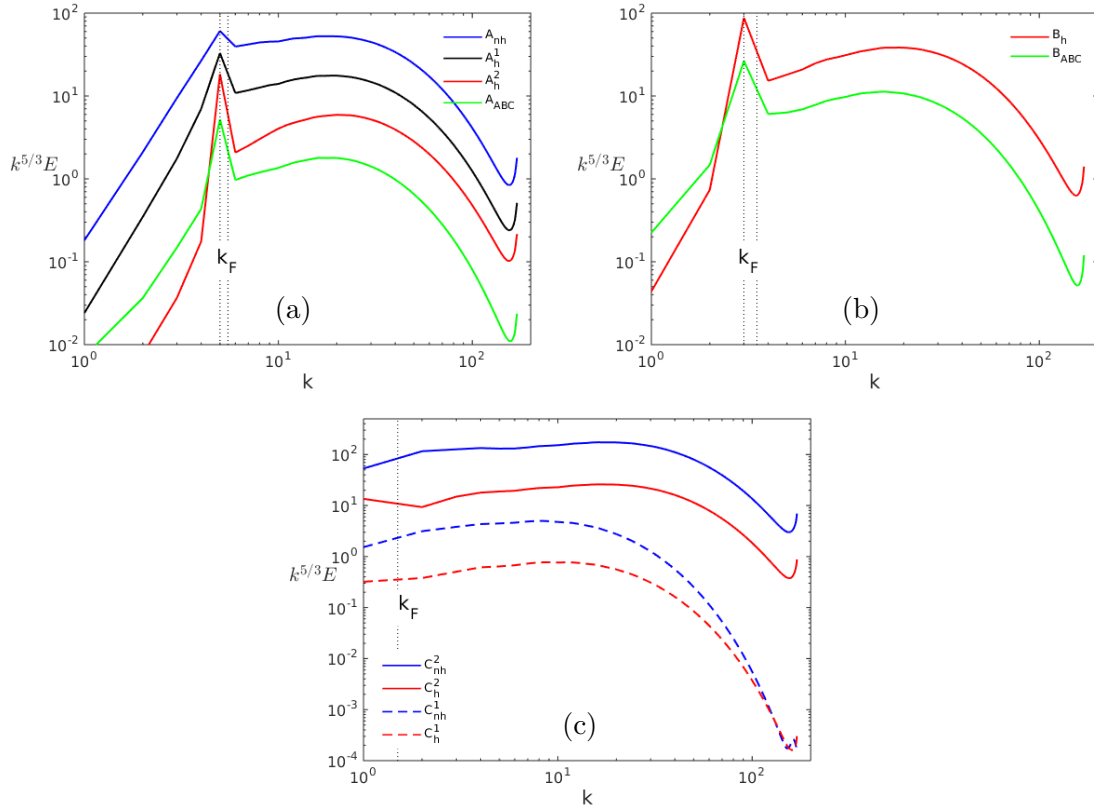 10^2
10^1
10^0
10^-1
10^-2
k^5/3 E
A_nh
A_h^1
A_h^2
A_ABC
k_F
(a)
10^0
10^1
10^2
k
10^2
10^1
10^0
10^-1
10^-2
k^5/3 E
B_h
B_ABC
k_F
(b)
10^0
10^1
10^2
k
10^2
10^1
10^0
10^-1
10^-2
10^-3
10^-4
k^5/3 E
k_F
C_nh^2
C_h^2
C_nh^1
C_h^1
(c)
10^0
10^1
10^2
k